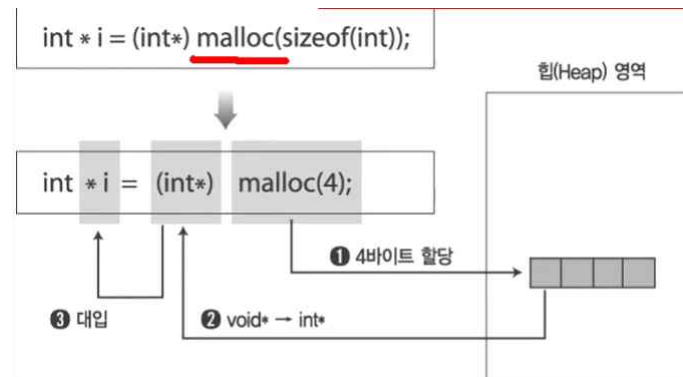 int * i = (int*) malloc(sizeof(int));
힙(Heap) 영역
int * i = (int*) malloc(4);
❶ 4바이트 할당
❸ 대입
❷ void* → int*